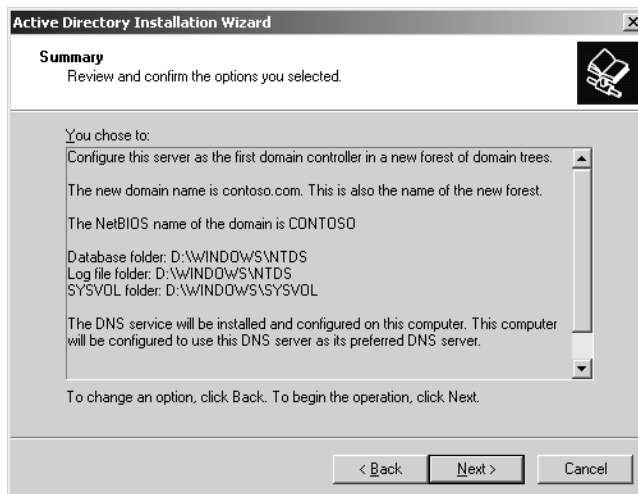 Active Directory Installation Wizard
Summary
Review and confirm the options you selected.
You chose to:
Configure this server as the first domain controller in a new forest of domain trees.
The new domain name is contoso.com. This is also the name of the new forest.
The NetBIOS name of the domain is CONTOSO
Database folder: D:\WINDOWS\NTDS
Log file folder: D:\WINDOWS\NTDS
SYSVOL folder: D:\WINDOWS\SYSVOL
The DNS service will be installed and configured on this computer. This computer
will be configured to use this DNS server as its preferred DNS server.
To change an option, click Back. To begin the operation, click Next.
< Back
Next >
Cancel